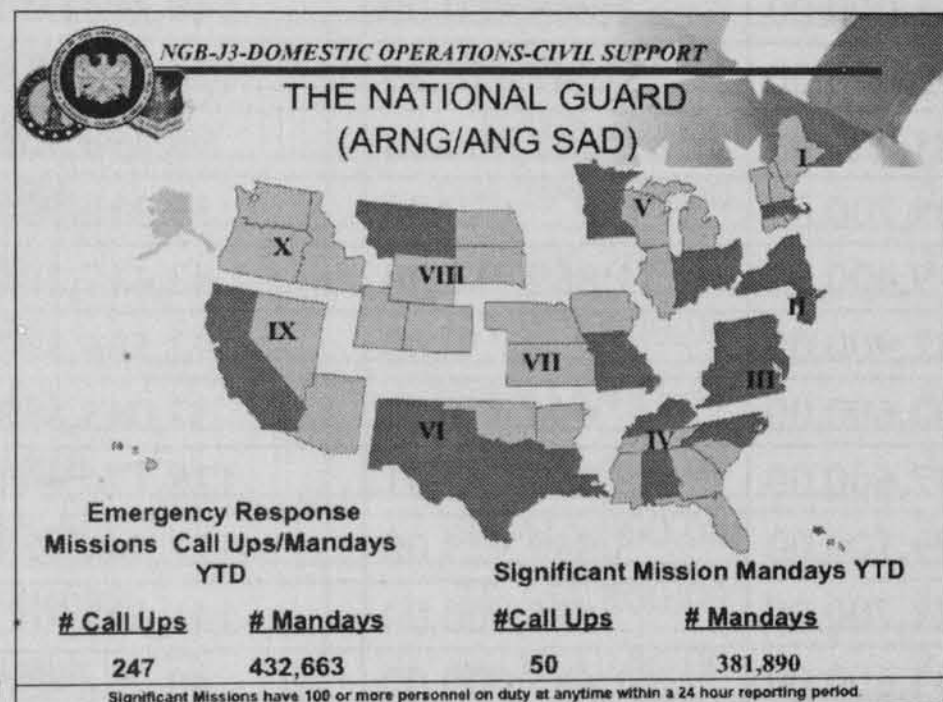 NGB-J3-DOMESTIC OPERATIONS-CIVIL SUPPORT
THE NATIONAL GUARD
(ARNG/ANG SAD)
I
V
X
VIII
II
IX
VII
III
VI
IV
Emergency Response
Missions Call Ups/Mandays
YTD
# Call Ups # Mandays
247 432,663
Significant Mission Mandays YTD
#Call Ups # Mandays
50 381,890
Significant Missions have 100 or more personnel on duty at anytime within a 24 hour reporting period.